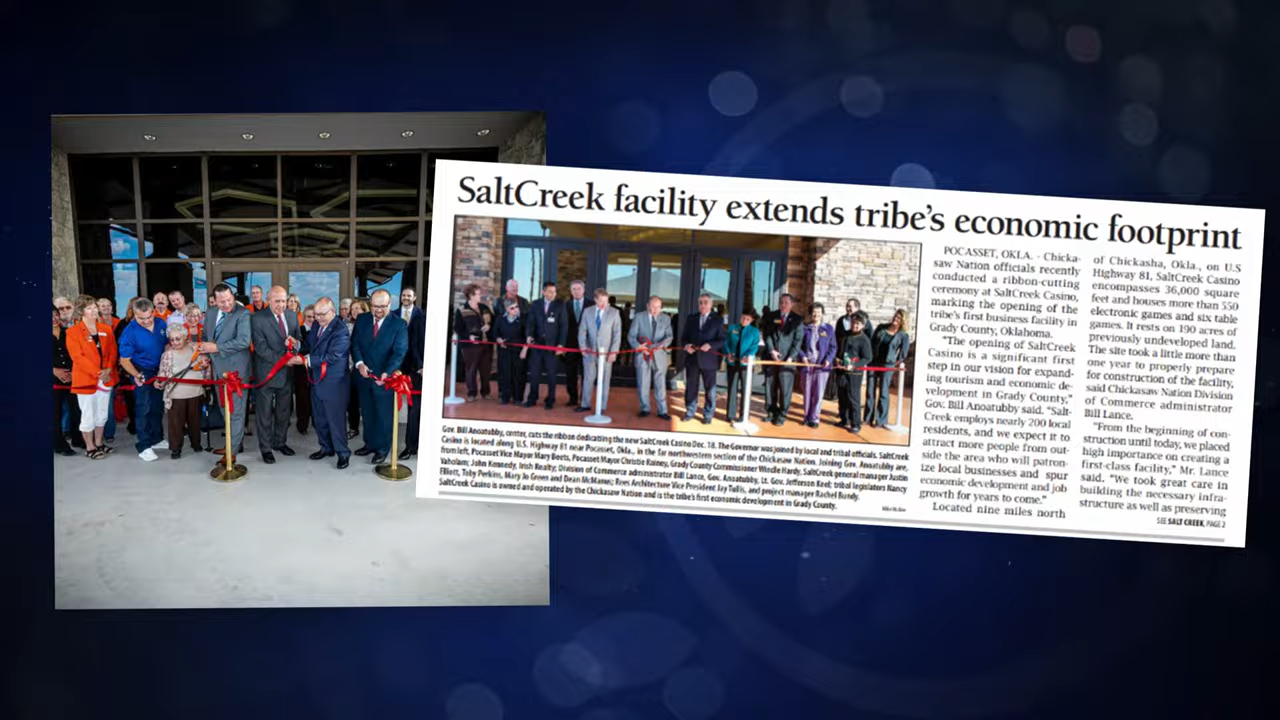 SaltCreek facility extends tribe's economic footprint
Gov. Bill Anoatubby, center, cuts the ribbon dedicating the new SaltCreek Casino Dec. 18. The Governor was joined by local and tribal officials. SaltCreek
Casino is located along U.S. Highway 81 near Pocasset, Okla., in the far northwestern section of the Chickasaw Nation. Joining Gov. Anoatubby are,
from left, Pocasset Vice Mayor Mary Beets, Pocasset Mayor Christie Rainey, Grady County Commissioner Windle Hardy, SaltCreek general manager Justin
Vaholam; John Kennedy, Irish Realty; Division of Commerce administrator Bill Lance, Gov. Anoatubby, Lt. Gov. Jefferson Keel; tribal legislators Nancy
Elliott, Toby Perkins, Mary Jo Green and Dean McManus; Rees Architecture Vice President Jay Tullis, and project manager Rachel Bundy.
SaltCreek Casino is owned and operated by the Chickasaw Nation and is the tribe's first economic development in Grady County.
POCASSET, OKLA. - Chicka-
saw Nation officials recently
conducted a ribbon-cutting
ceremony at SaltCreek Casino,
marking the opening of the
tribe's first business facility in
Grady County, Oklahoma.
"The opening of SaltCreek
Casino is a significant first
step in our vision for expand-
ing tourism and economic de-
velopment in Grady County,"
Gov. Bill Anoatubby said. "Salt-
Creek employs nearly 200 local
residents, and we expect it to
attract more people from out-
side the area who will patron-
ize local businesses and spur
economic development and job
growth for years to come."
Located nine miles north
of Chickasha, Okla., on U.S
Highway 81, SaltCreek Casino
encompasses 36,000 square
feet and houses more than 550
electronic games and six table
games. It rests on 190 acres of
previously undeveloped land.
The site took a little more than
one year to properly prepare
for construction of the facility,
said Chickasaw Nation Division
of Commerce administrator
Bill Lance.
"From the beginning of con-
struction until today, we placed
high importance on creating a
first-class facility," Mr. Lance
said. "We took great care in
building the necessary infra-
structure as well as preserving
SEE SALT CREEK, PAGE 2